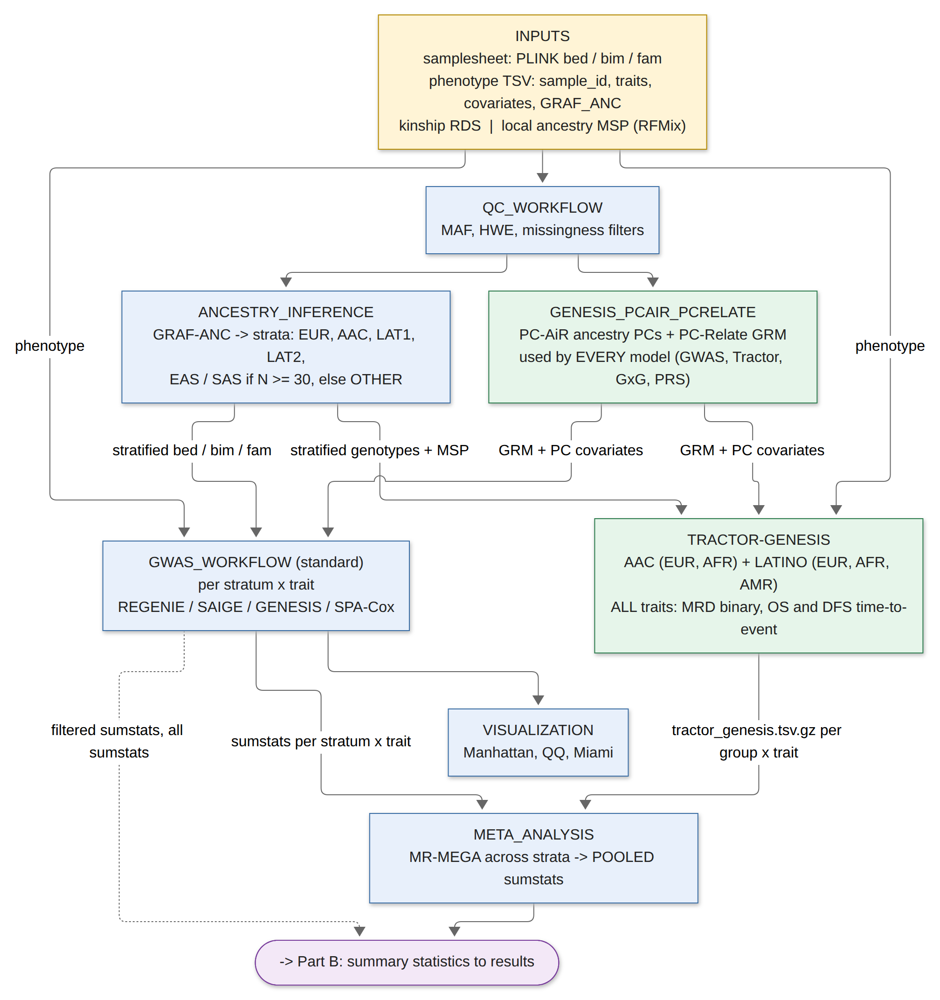 INPUTS
samplesheet: PLINK bed / bim / fam
phenotype TSV: sample_id, traits,
covariates, GRAF_ANC
kinship RDS | local ancestry MSP (RFMix)
QC_WORKFLOW
MAF, HWE, missingness filters
ANCESTRY_INFERENCE
GRAF-ANC -> strata: EUR, AAC, LAT1,
LAT2,
EAS / SAS if N >= 30, else OTHER
GENESIS_PCAIR_PCRELATE
PC-AiR ancestry PCs + PC-Relate GRM
used by EVERY model (GWAS, Tractor,
GxG, PRS)
phenotype
phenotype
stratified bed / bim / fam
stratified genotypes + MSP
GRM + PC covariates
GRM + PC covariates
GWAS_WORKFLOW (standard)
per stratum x trait
REGENIE / SAIGE / GENESIS / SPA-Cox
TRACTOR-GENESIS
AAC (EUR, AFR) + LATINO (EUR, AFR,
AMR)
ALL traits: MRD binary, OS and DFS time-to-
event
filtered sumstats, all
sumstats
sumstats per stratum x trait
VISUALIZATION
Manhattan, QQ, Miami
tractor_genesis.tsv.gz per
group x trait
META_ANALYSIS
MR-MEGA across strata -> POOLED
sumstats
-> Part B: summary statistics to results